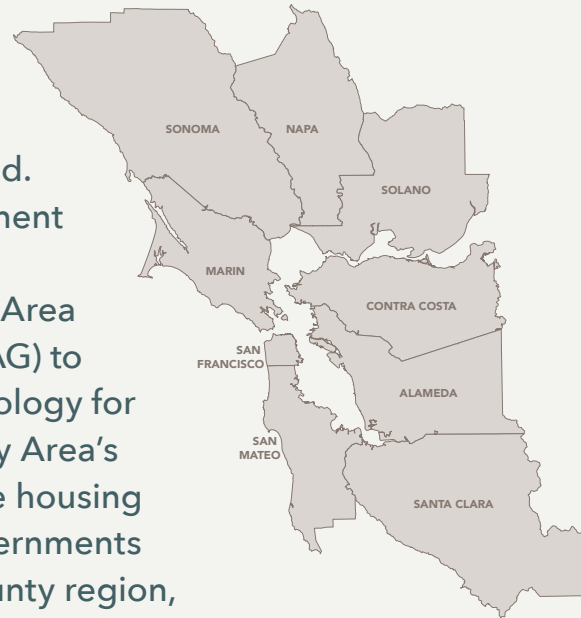 d.
nent
Area
AG) to
ology for
y Area's
e housing
ernments
unty region,
SONOMA
NAPA
SOLANO
MARIN
CONTRA COSTA
SAN
FRANCISCO
ALAMEDA
SAN
MATEO
SANTA CLARA